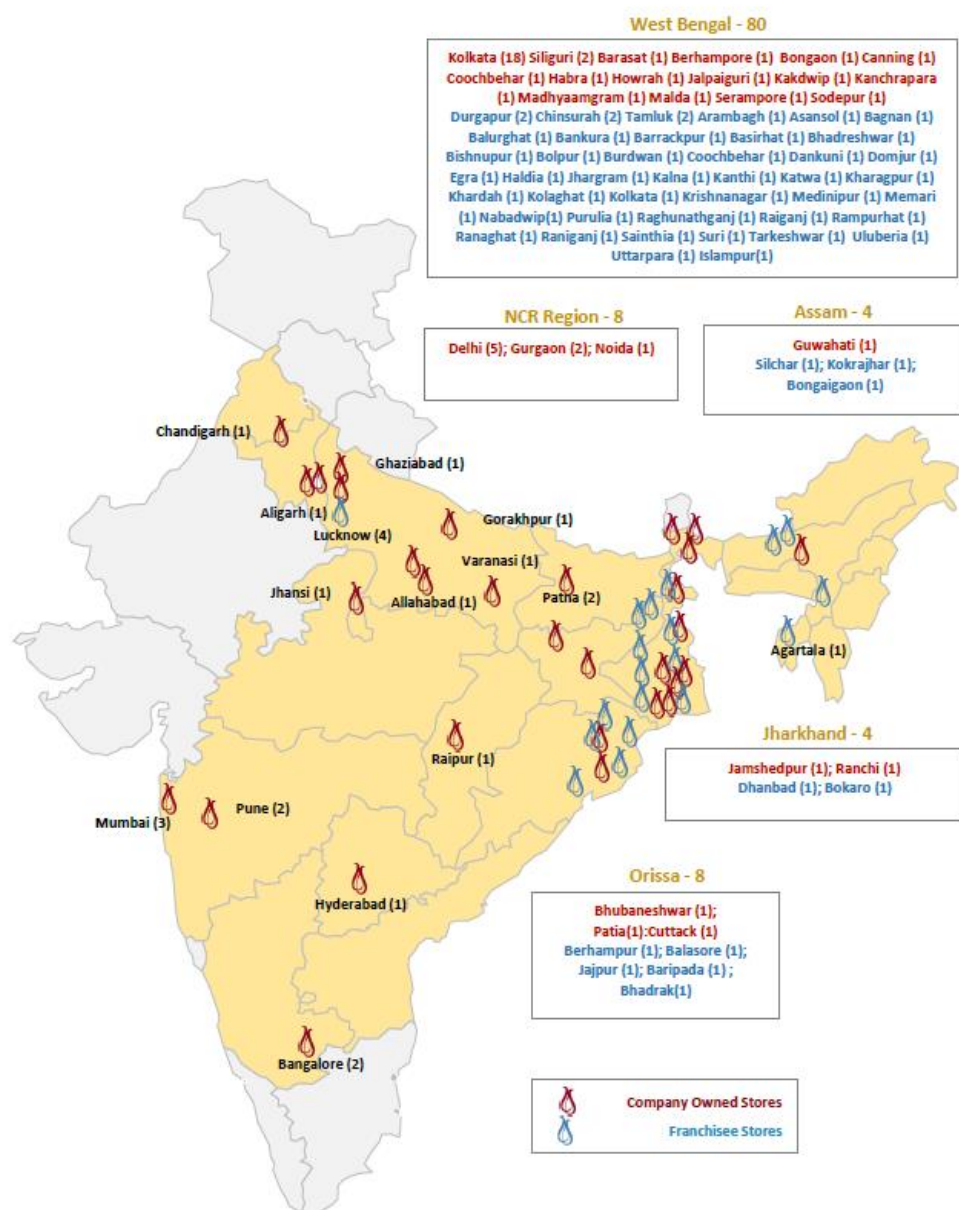 West Bengal - 80
Kolkata (18) Siliguri (2) Barasat (1) Berhampore (1) Bongaon (1) Canning (1)
Coochbehar (1) Habra (1) Howrah (1) Jalpaiguri (1) Kakdwip (1) Kanchrapara
(1) Madhyaamgram (1) Malda (1) Serampore (1) Sodepur (1)
Durgapur (2) Chinsurah (2) Tamluk (2) Arambagh (1) Asansol (1) Bagnan (1)
Balurghat (1) Bankura (1) Barrackpur (1) Basirhat (1) Bhadreshwar (1)
Bishnupur (1) Bolpur (1) Burdwan (1) Coochbehar (1) Dankuni (1) Domjur (1)
Egra (1) Haldia (1) Jhargram (1) Kalna (1) Kanthi (1) Katwa (1) Kharagpur (1)
Khardah (1) Kolaghat (1) Kolkata (1) Krishnanagar (1) Medinipur (1) Memari
(1) Nabadwip(1) Purulia (1) Raghunathganj (1) Raiganj (1) Rampurhat (1)
Ranaghat (1) Raniganj (1) Sainthia (1) Suri (1) Tarkeshwar (1) Uluberia (1)
Uttarpara (1) Islampur(1)
NCR Region - 8
Delhi (5); Gurgaon (2); Noida (1)
Assam - 4
Guwahati (1)
Silchar (1); Kokrajhar (1);
Bongaigaon (1)
Chandigarh (1)
Ghaziabad (1)
Aligarh (1)
Lucknow (4)
Gorakhpur (1)
Varanasi (1)
Jhansi (1)
Allahabad (1)
Patna (2)
Agartala (1)
Raipur (1)
Jharkhand - 4
Jamshedpur (1); Ranchi (1)
Dhanbad (1); Bokaro (1)
Mumbai (3)
Pune (2)
Hyderabad (1)
Orissa - 8
Bhubaneshwar (1);
Patia(1):Cuttack (1)
Berhampur (1); Balasore (1);
Jajpur (1); Baripada (1) ;
Bhadrak(1)
Bangalore (2)
Company Owned Stores
Franchisee Stores